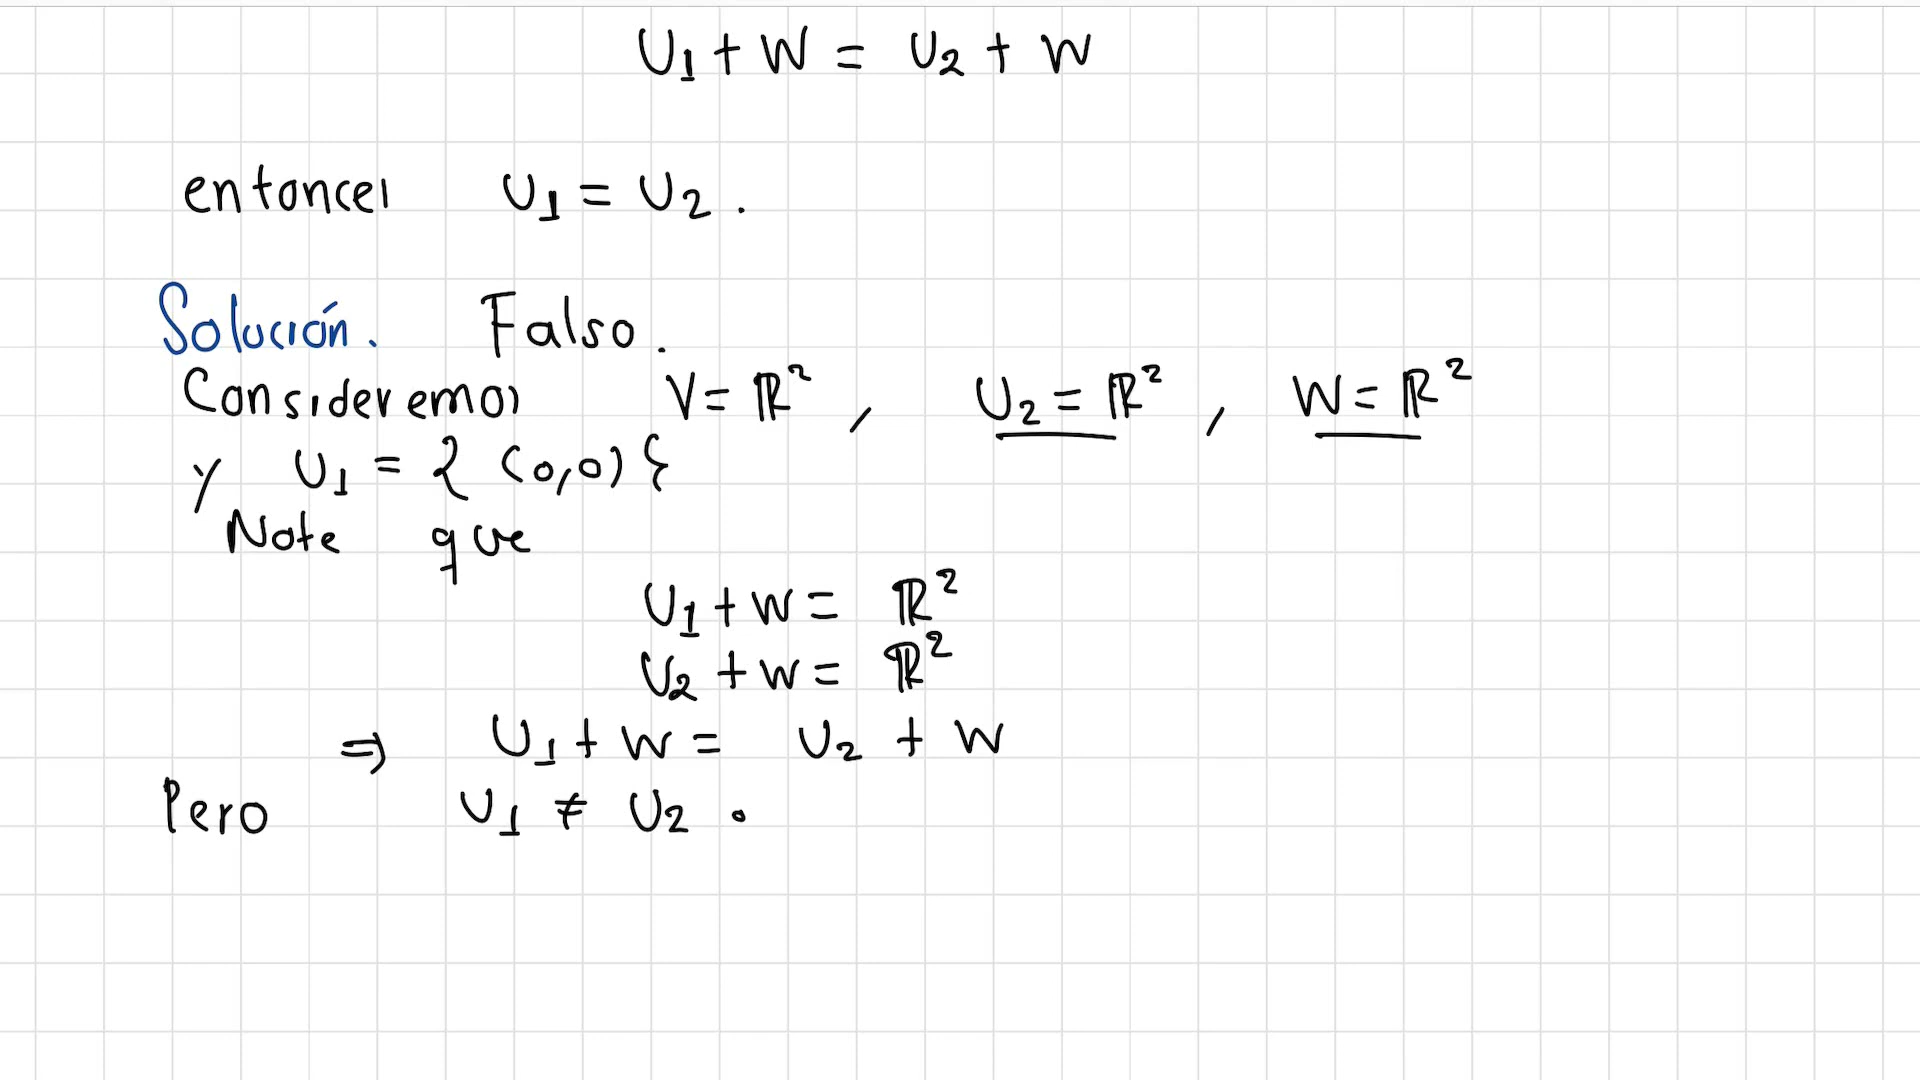 U₁ + W = U₂ + W
entonces U₁ = U₂.
Solución. Falso.
Consideremos V = ℝ², U₂ = ℝ², W = ℝ²
y U₁ = { (0,0) }
Note que
U₁ + W = ℝ²
U₂ + W = ℝ²
⇒ U₁ + W = U₂ + W
Pero U₁ ≠ U₂.